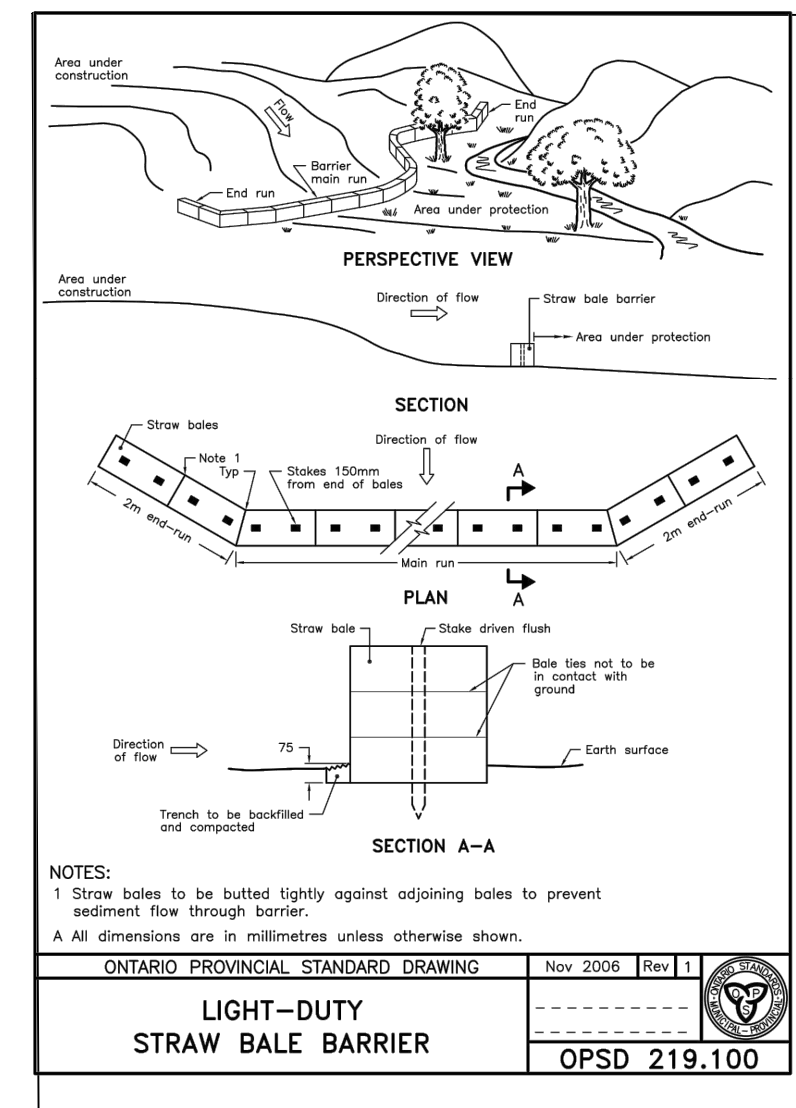 Area under
construction
Flow
End
run
Barrier
main run
End run
Area under protection
PERSPECTIVE VIEW
Area under
construction
Direction of flow
Straw bale barrier
Area under protection
SECTION
Straw bales
Direction of flow
Note 1
Typ
Stakes 150mm
from end of bales
A
2m end-run
2m end-run
Main run
PLAN
A
Straw bale
Stake driven flush
Bale ties not to be
in contact with
ground
Direction
of flow
75
Earth surface
Trench to be backfilled
and compacted
SECTION A-A
NOTES:
1 Straw bales to be butted tightly against adjoining bales to prevent
sediment flow through barrier.
A All dimensions are in millimetres unless otherwise shown.
ONTARIO PROVINCIAL STANDARD DRAWING
Nov 2006 Rev 1
LIGHT-DUTY
STRAW BALE BARRIER
OPSD 219.100
ONTARIO STANDARDS
MUNICIPAL-PROVINCIAL
O P
S